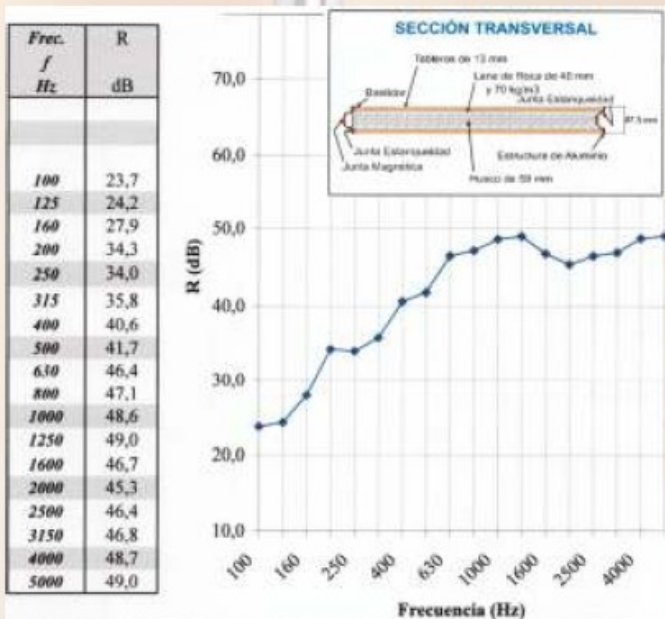 Frec. R
f
Hz dB
100 23,7
125 24,2
160 27,9
200 34,3
250 34,0
315 35,8
400 40,6
500 41,7
630 46,4
800 47,1
1000 48,6
1250 49,0
1600 46,7
2000 45,3
2500 46,4
3150 46,8
4000 48,7
5000 49,0
SECCIÓN TRANSVERSAL
Tableros de 13 mm
Lana de Roca de 40 mm
y 70 kg/m3
Bastidor
Junta Estanqueidad
Junta Estanqueidad
Junta Magnética
Estructura de Aluminio
Hueco de 59 mm
R (dB)
70,0
60,0
50,0
40,0
30,0
20,0
10,0
100 160 250 400 630 1000 1600 2500 4000
Frecuencia (Hz)